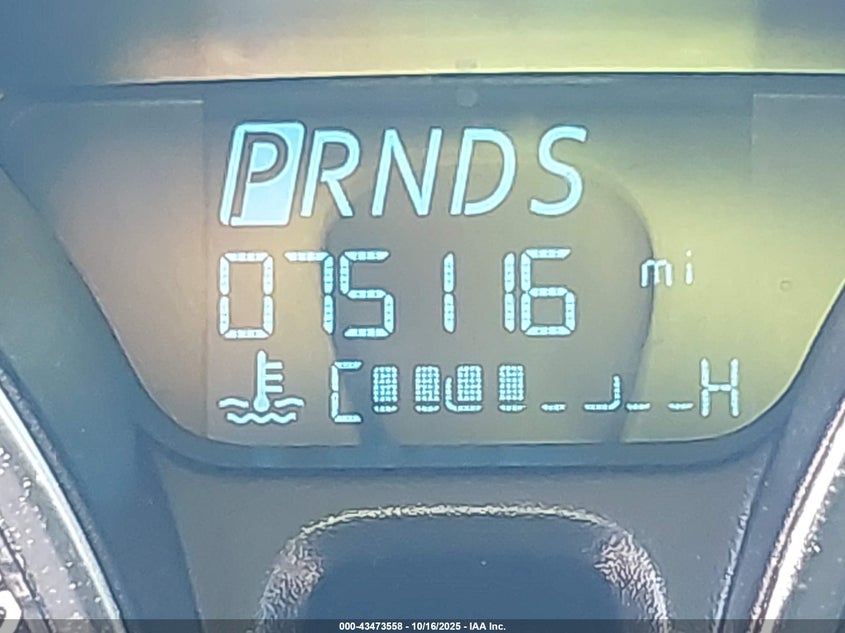 PRNDS
075116 mi
C H
000-43473558 - 10/16/2025 - IAA Inc.